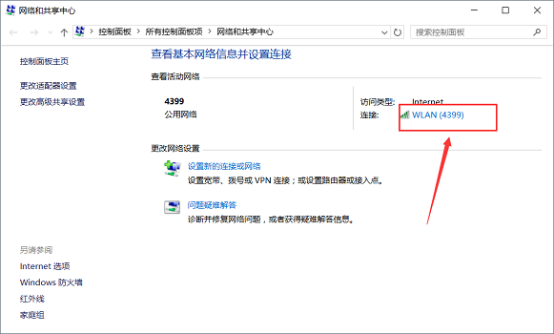 网络和共享中心
控制面板 > 所有控制面板项 > 网络和共享中心
搜索控制面板
控制面板主页
更改适配器设置
更改高级共享设置
查看基本网络信息并设置连接
查看活动网络
4399
公用网络
访问类型: Internet
连接: WLAN (4399)
更改网络设置
设置新的连接或网络
设置宽带、拨号或 VPN 连接；或设置路由器或接入点。
问题疑难解答
诊断并修复网络问题，或者获得疑难解答信息。
另请参阅
Internet 选项
Windows 防火墙
红外线
家庭组